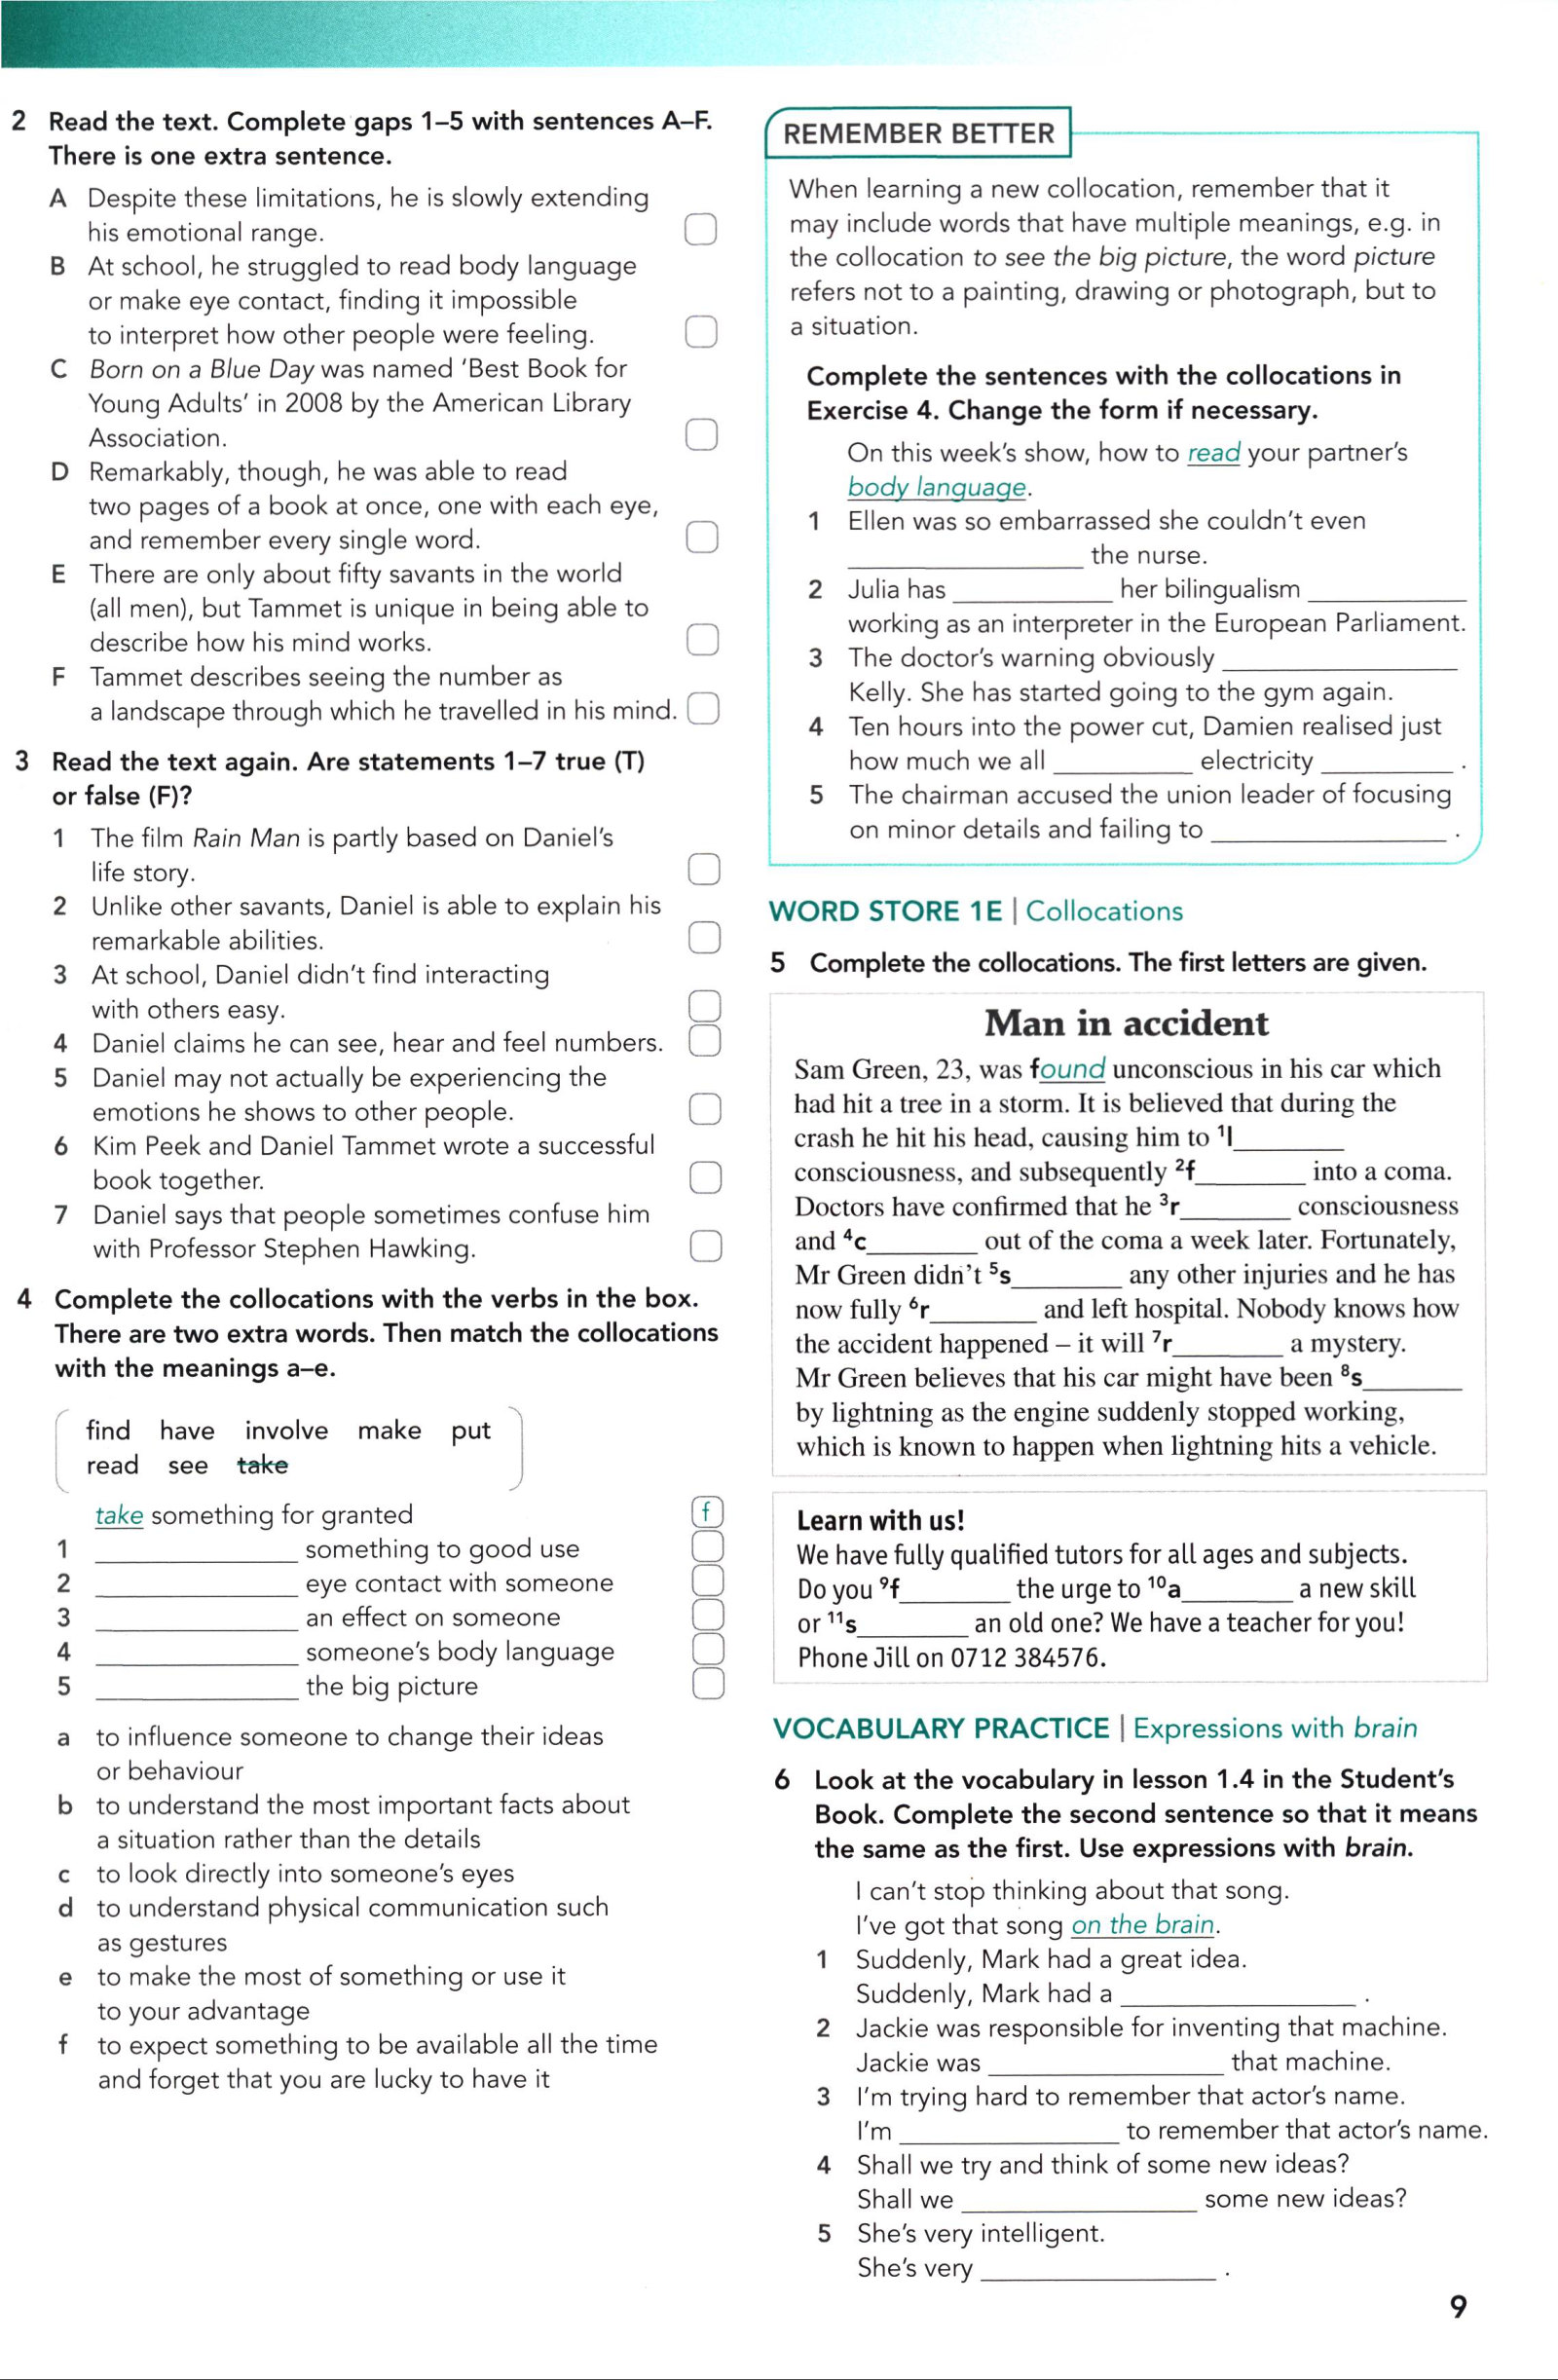 2 Read the text. Complete gaps 1–5 with sentences A–F.
There is one extra sentence.
A Despite these limitations, he is slowly extending
his emotional range.
B At school, he struggled to read body language
or make eye contact, finding it impossible
to interpret how other people were feeling.
C Born on a Blue Day was named ‘Best Book for
Young Adults’ in 2008 by the American Library
Association.
D Remarkably, though, he was able to read
two pages of a book at once, one with each eye,
and remember every single word.
E There are only about fifty savants in the world
(all men), but Tammet is unique in being able to
describe how his mind works.
F Tammet describes seeing the number as
a landscape through which he travelled in his mind.
3 Read the text again. Are statements 1–7 true (T)
or false (F)?
1 The film Rain Man is partly based on Daniel’s
life story.
2 Unlike other savants, Daniel is able to explain his
remarkable abilities.
3 At school, Daniel didn’t find interacting
with others easy.
4 Daniel claims he can see, hear and feel numbers.
5 Daniel may not actually be experiencing the
emotions he shows to other people.
6 Kim Peek and Daniel Tammet wrote a successful
book together.
7 Daniel says that people sometimes confuse him
with Professor Stephen Hawking.
4 Complete the collocations with the verbs in the box.
There are two extra words. Then match the collocations
with the meanings a–e.
find have involve make put
read see take
take something for granted f
1 ____________ something to good use
2 ____________ eye contact with someone
3 ____________ an effect on someone
4 ____________ someone’s body language
5 ____________ the big picture
a to influence someone to change their ideas
or behaviour
b to understand the most important facts about
a situation rather than the details
c to look directly into someone’s eyes
d to understand physical communication such
as gestures
e to make the most of something or use it
to your advantage
f to expect something to be available all the time
and forget that you are lucky to have it
REMEMBER BETTER
When learning a new collocation, remember that it
may include words that have multiple meanings, e.g. in
the collocation to see the big picture, the word picture
refers not to a painting, drawing or photograph, but to
a situation.
Complete the sentences with the collocations in
Exercise 4. Change the form if necessary.
On this week’s show, how to read your partner’s
body language.
1 Ellen was so embarrassed she couldn’t even
____________ the nurse.
2 Julia has ____________ her bilingualism ____________
working as an interpreter in the European Parliament.
3 The doctor’s warning obviously ____________
Kelly. She has started going to the gym again.
4 Ten hours into the power cut, Damien realised just
how much we all ____________ electricity ____________ .
5 The chairman accused the union leader of focusing
on minor details and failing to ____________ .
WORD STORE 1E | Collocations
5 Complete the collocations. The first letters are given.
Man in accident
Sam Green, 23, was found unconscious in his car which
had hit a tree in a storm. It is believed that during the
crash he hit his head, causing him to ¹l________
consciousness, and subsequently ²f________ into a coma.
Doctors have confirmed that he ³r________ consciousness
and ⁴c________ out of the coma a week later. Fortunately,
Mr Green didn’t ⁵s________ any other injuries and he has
now fully ⁶r________ and left hospital. Nobody knows how
the accident happened – it will ⁷r________ a mystery.
Mr Green believes that his car might have been ⁸s________
by lightning as the engine suddenly stopped working,
which is known to happen when lightning hits a vehicle.
Learn with us!
We have fully qualified tutors for all ages and subjects.
Do you ⁹f________ the urge to ¹⁰a________ a new skill
or ¹¹s________ an old one? We have a teacher for you!
Phone Jill on 0712 384576.
VOCABULARY PRACTICE | Expressions with brain
6 Look at the vocabulary in lesson 1.4 in the Student’s
Book. Complete the second sentence so that it means
the same as the first. Use expressions with brain.
I can’t stop thinking about that song.
I’ve got that song on the brain.
1 Suddenly, Mark had a great idea.
Suddenly, Mark had a ____________ .
2 Jackie was responsible for inventing that machine.
Jackie was ____________ that machine.
3 I’m trying hard to remember that actor’s name.
I’m ____________ to remember that actor’s name.
4 Shall we try and think of some new ideas?
Shall we ____________ some new ideas?
5 She’s very intelligent.
She’s very ____________ .
9